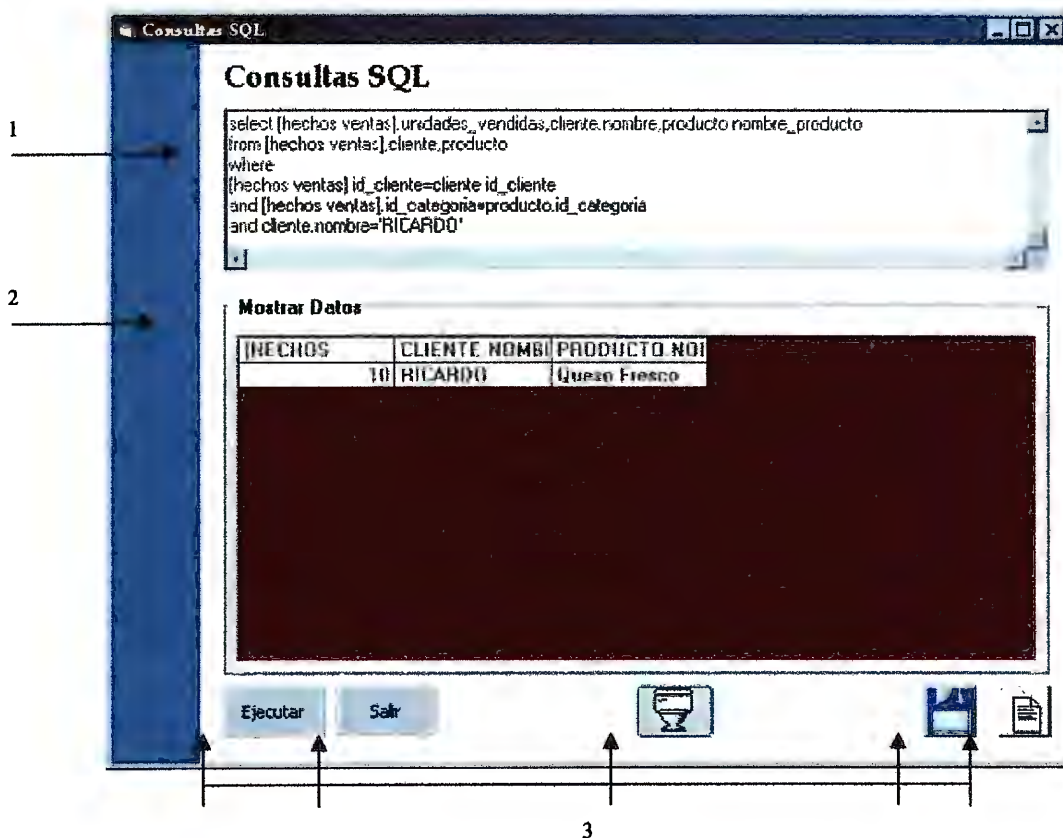 Consultas SQL
Consultas SQL
1
select [hechos ventas].unidades_vendidas,cliente.nombre,producto nombre_producto
from [hechos ventas],cliente,producto
where
[hechos ventas] id_cliente=cliente id_cliente
and [hechos ventas].id_categoria=producto.id_categoria
and cliente.nombre='RICARDO'
2
Mostrar Datos
[HECHOS CLIENTE NOMB PRODUCTO NO
10 RICARDO Queso Fresco
Ejecutar Salir
3